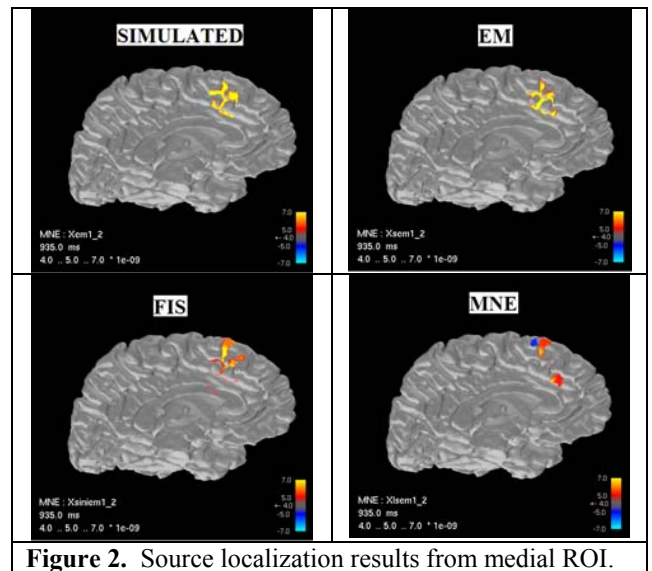 SIMULATED
7.0
5.0
← 4.0
-5.0
-7.0
MNE : Xem1_2
935.0 ms
4.0 .. 5.0 .. 7.0 * 1e-09
EM
7.0
5.0
← 4.0
-5.0
-7.0
MNE : Xsem1_2
935.0 ms
4.0 .. 5.0 .. 7.0 * 1e-09
FIS
7.0
5.0
← 4.0
-5.0
-7.0
MNE : Xsiniem1_2
935.0 ms
4.0 .. 5.0 .. 7.0 * 1e-09
MNE
7.0
5.0
← 4.0
-5.0
-7.0
MNE : Xlsem1_2
935.0 ms
4.0 .. 5.0 .. 7.0 * 1e-09
Figure 2. Source localization results from medial ROI.